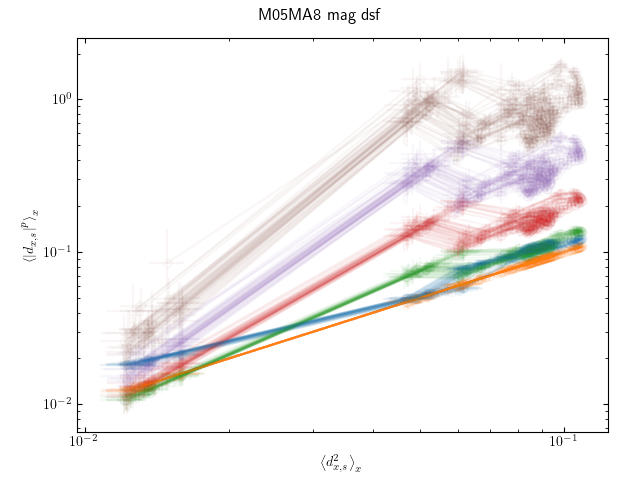 M05MA8 mag dsf
10^0
10^{-1}
10^{-2}
⟨|d_{x,s}|^p⟩_x
10^{-2}
10^{-1}
⟨d^2_{x,s}⟩_x